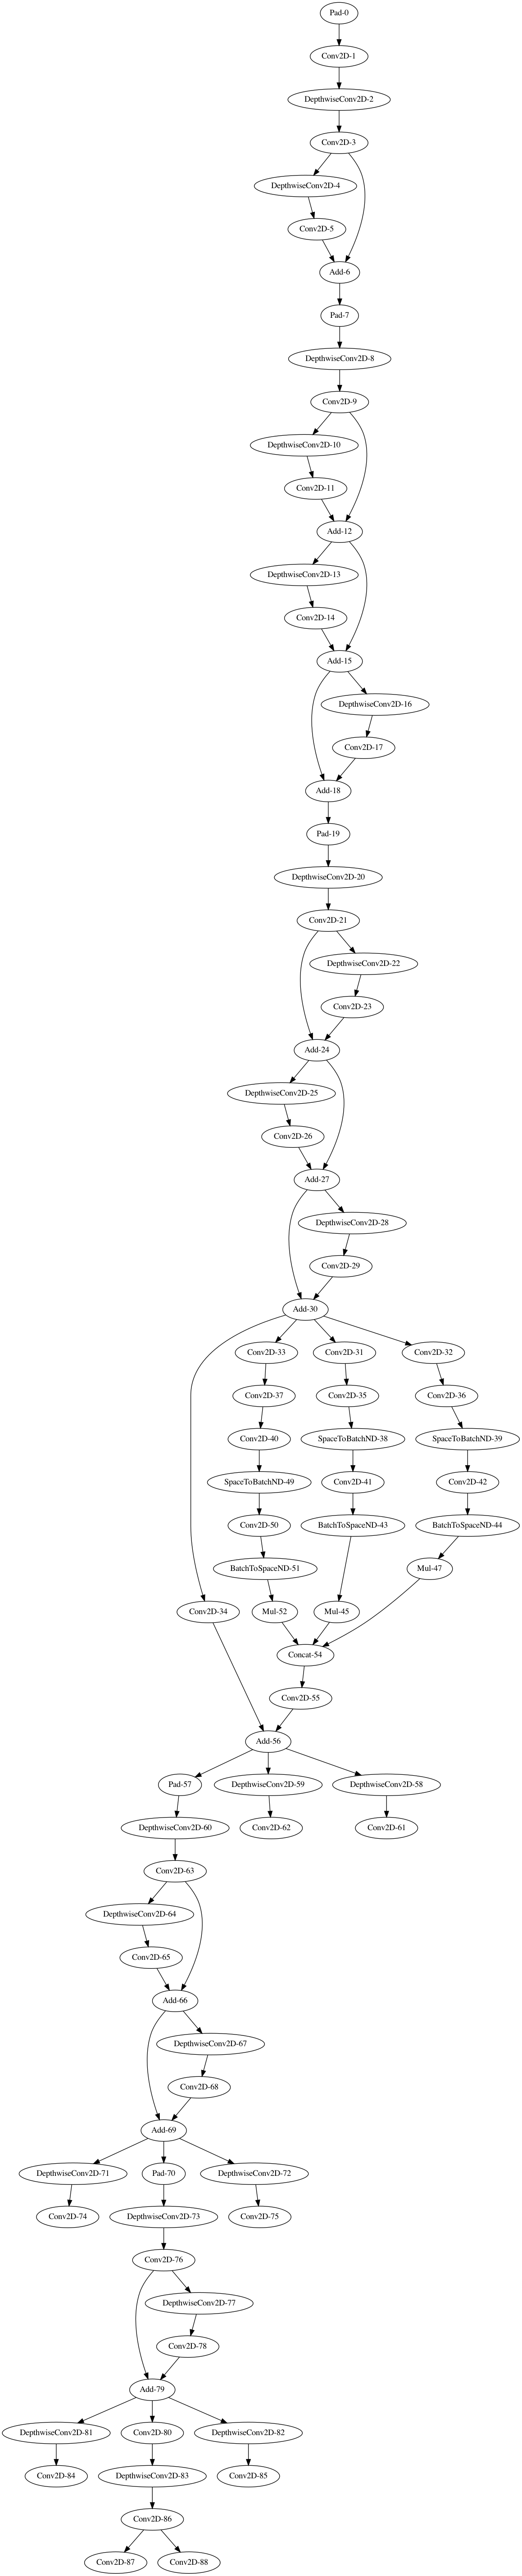 Pad-0
Conv2D-1
DepthwiseConv2D-2
Conv2D-3
DepthwiseConv2D-4
Conv2D-5
Add-6
Pad-7
DepthwiseConv2D-8
Conv2D-9
DepthwiseConv2D-10
Conv2D-11
Add-12
DepthwiseConv2D-13
Conv2D-14
Add-15
DepthwiseConv2D-16
Conv2D-17
Add-18
Pad-19
DepthwiseConv2D-20
Conv2D-21
DepthwiseConv2D-22
Conv2D-23
Add-24
DepthwiseConv2D-25
Conv2D-26
Add-27
DepthwiseConv2D-28
Conv2D-29
Add-30
Conv2D-33 Conv2D-31 Conv2D-32
Conv2D-37 Conv2D-35 Conv2D-36
Conv2D-40 SpaceToBatchND-38 SpaceToBatchND-39
SpaceToBatchND-49 Conv2D-41 Conv2D-42
Conv2D-50 BatchToSpaceND-43 BatchToSpaceND-44
BatchToSpaceND-51 Mul-47
Conv2D-34 Mul-52 Mul-45
Concat-54
Conv2D-55
Add-56
Pad-57 DepthwiseConv2D-59 DepthwiseConv2D-58
DepthwiseConv2D-60 Conv2D-62 Conv2D-61
Conv2D-63
DepthwiseConv2D-64
Conv2D-65
Add-66
DepthwiseConv2D-67
Conv2D-68
Add-69
DepthwiseConv2D-71 Pad-70 DepthwiseConv2D-72
Conv2D-74 DepthwiseConv2D-73 Conv2D-75
Conv2D-76
DepthwiseConv2D-77
Conv2D-78
Add-79
DepthwiseConv2D-81 Conv2D-80 DepthwiseConv2D-82
Conv2D-84 DepthwiseConv2D-83 Conv2D-85
Conv2D-86
Conv2D-87 Conv2D-88